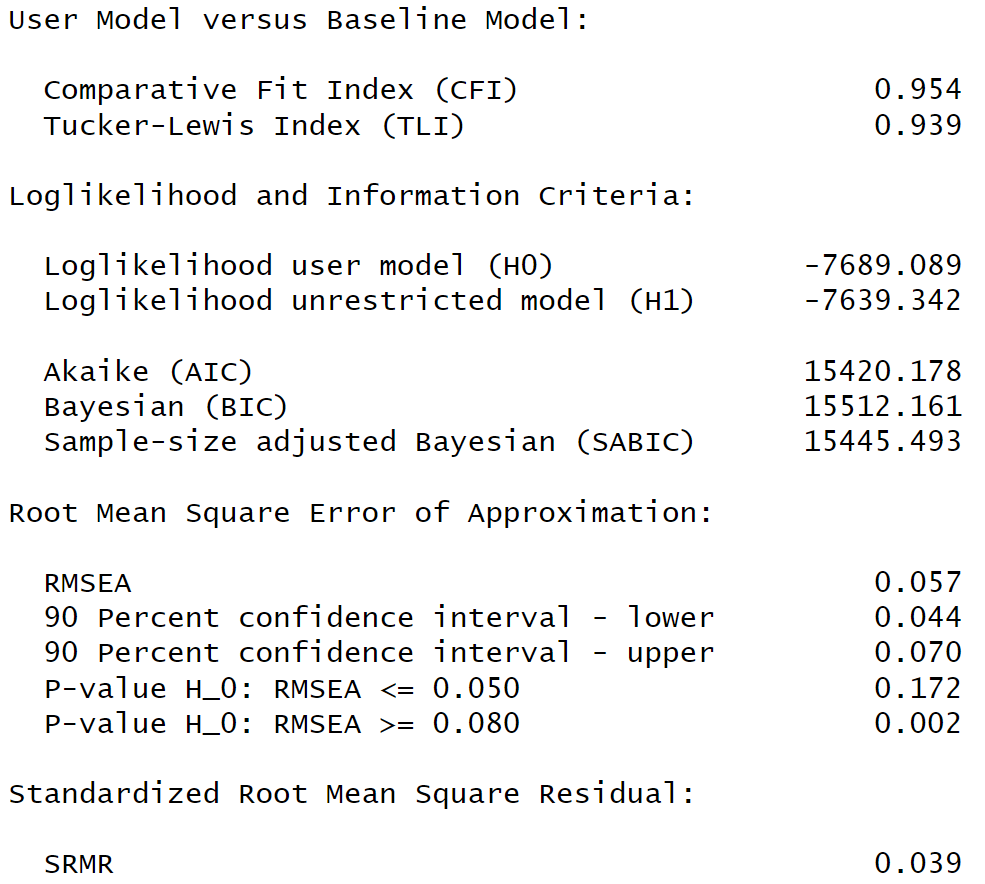 User Model versus Baseline Model:
Comparative Fit Index (CFI) 0.954
Tucker-Lewis Index (TLI) 0.939
Loglikelihood and Information Criteria:
Loglikelihood user model (H0) -7689.089
Loglikelihood unrestricted model (H1) -7639.342
Akaike (AIC) 15420.178
Bayesian (BIC) 15512.161
Sample-size adjusted Bayesian (SABIC) 15445.493
Root Mean Square Error of Approximation:
RMSEA 0.057
90 Percent confidence interval - lower 0.044
90 Percent confidence interval - upper 0.070
P-value H_0: RMSEA <= 0.050 0.172
P-value H_0: RMSEA >= 0.080 0.002
Standardized Root Mean Square Residual:
SRMR 0.039